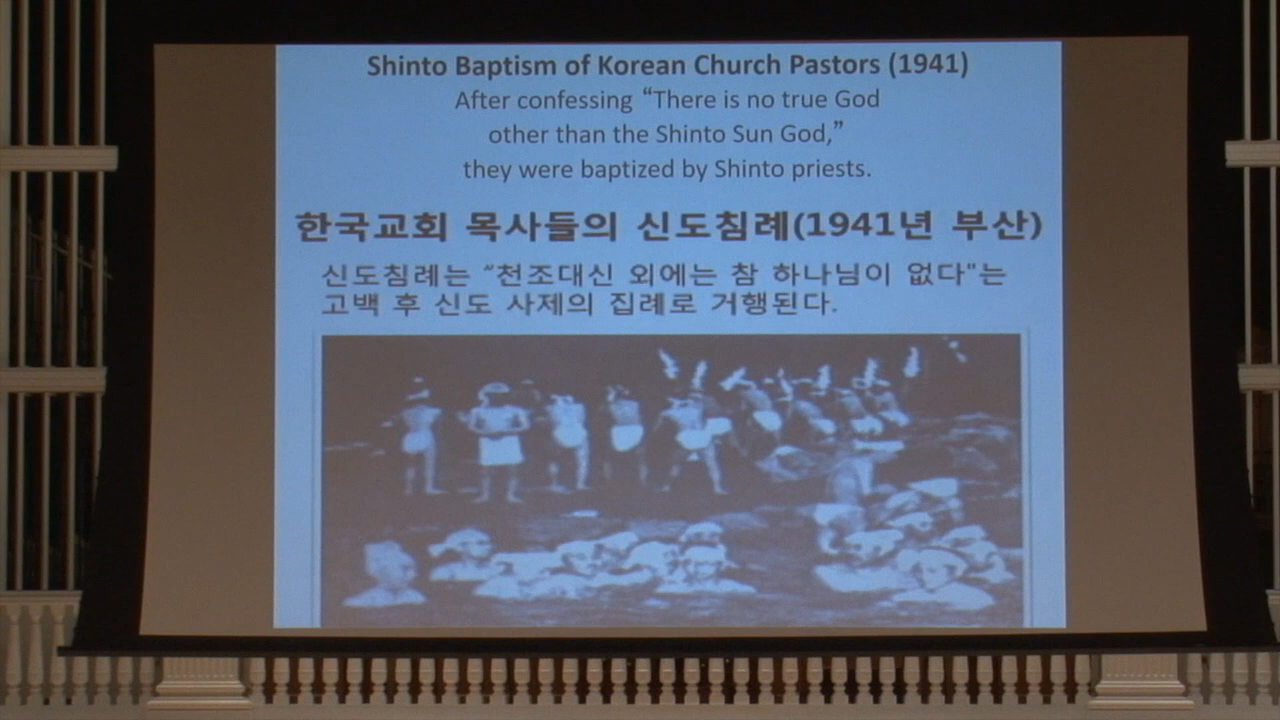 Shinto Baptism of Korean Church Pastors (1941)
After confessing “There is no true God
other than the Shinto Sun God,”
they were baptized by Shinto priests.
한국교회 목사들의 신도침례(1941년 부산)
신도침례는 “천조대신 외에는 참 하나님이 없다"는
고백 후 신도 사제의 집례로 거행된다.